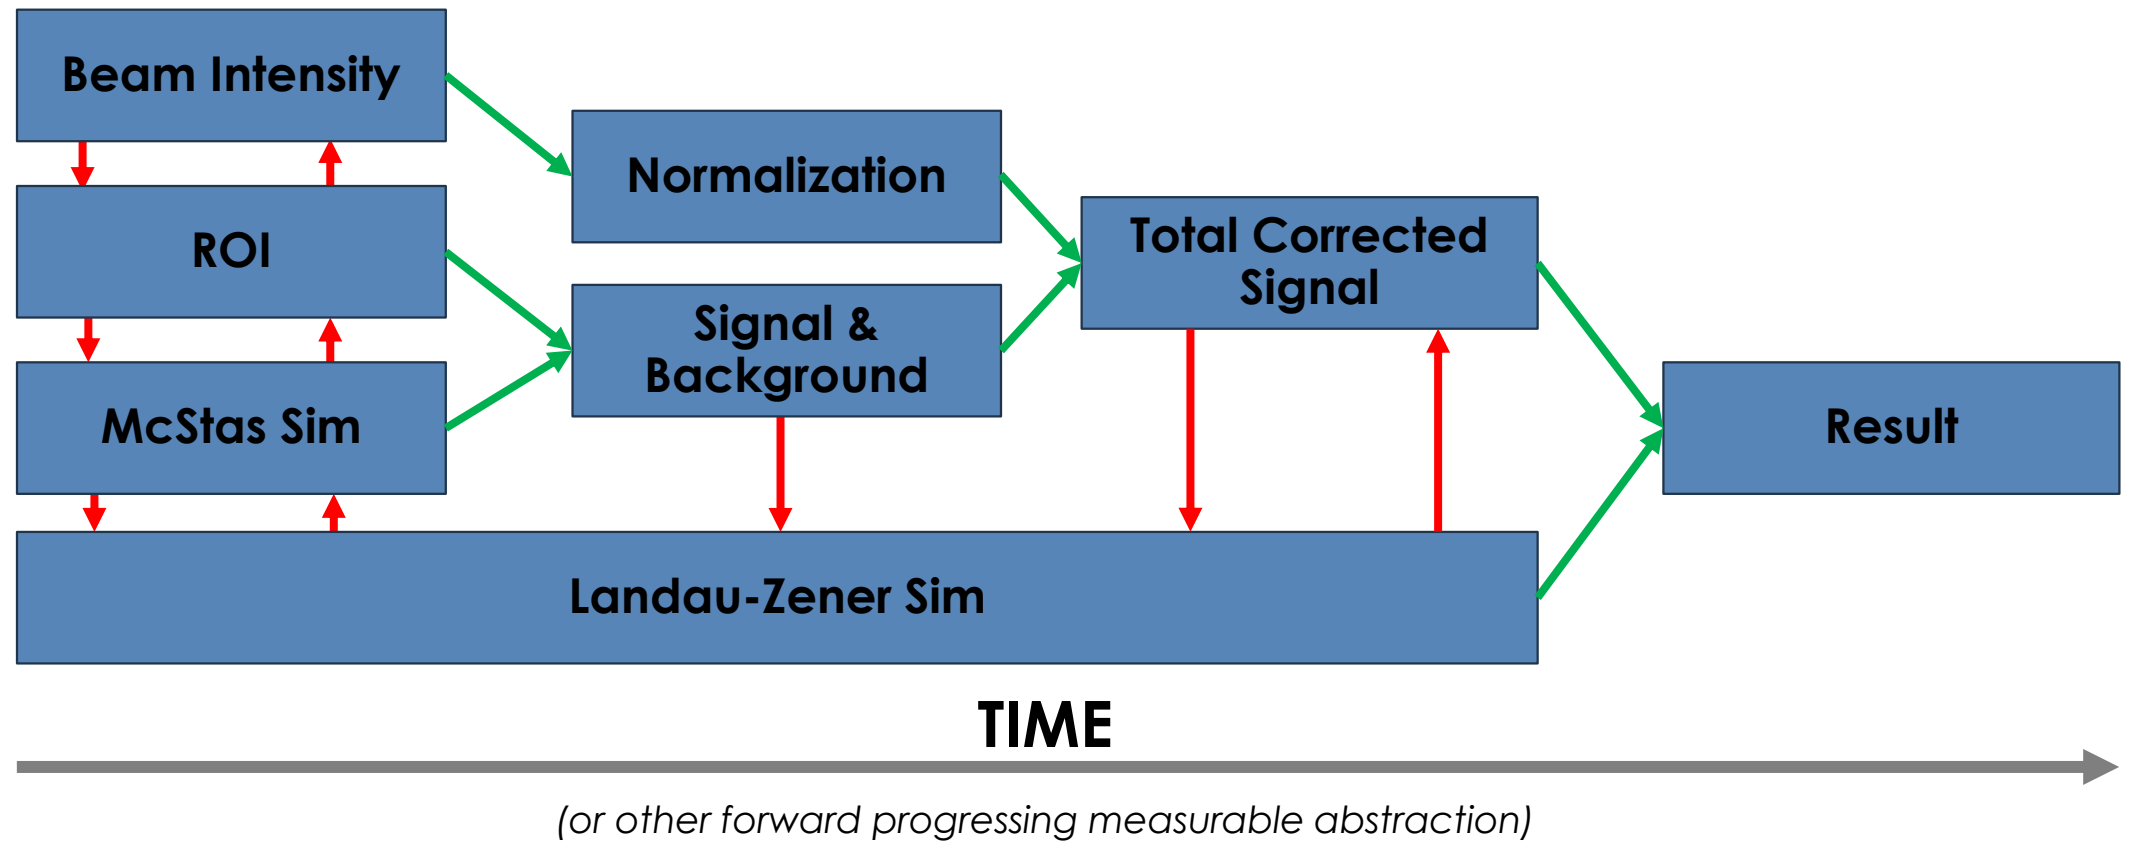 Beam Intensity
Normalization
ROI
Total Corrected
Signal
Signal &
Background
McStas Sim
Result
Landau-Zener Sim
TIME
(or other forward progressing measurable abstraction)